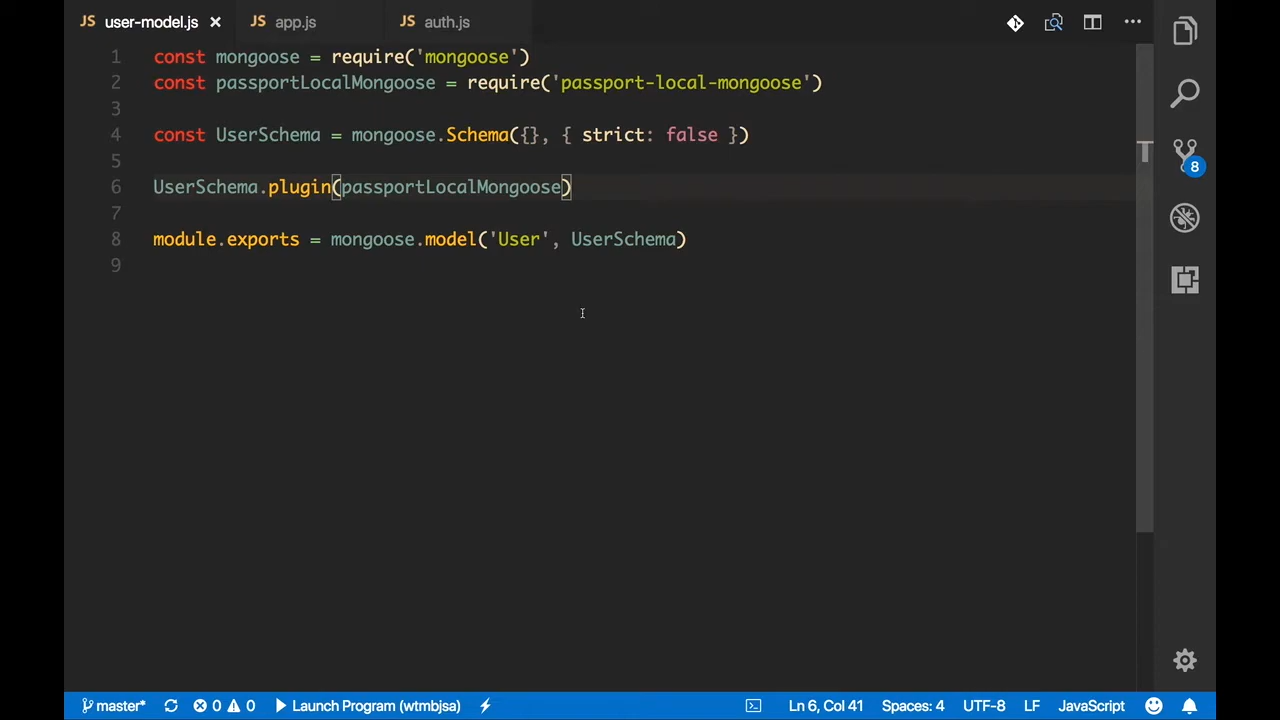 JS user-model.js JS app.js JS auth.js
1 const mongoose = require('mongoose')
2 const passportLocalMongoose = require('passport-local-mongoose')
3
4 const UserSchema = mongoose.Schema({}, { strict: false })
5
6 UserSchema.plugin(passportLocalMongoose)
7
8 module.exports = mongoose.model('User', UserSchema)
9
8
master* 0 0 Launch Program (wtmbjsa) Ln 6, Col 41 Spaces: 4 UTF-8 LF JavaScript